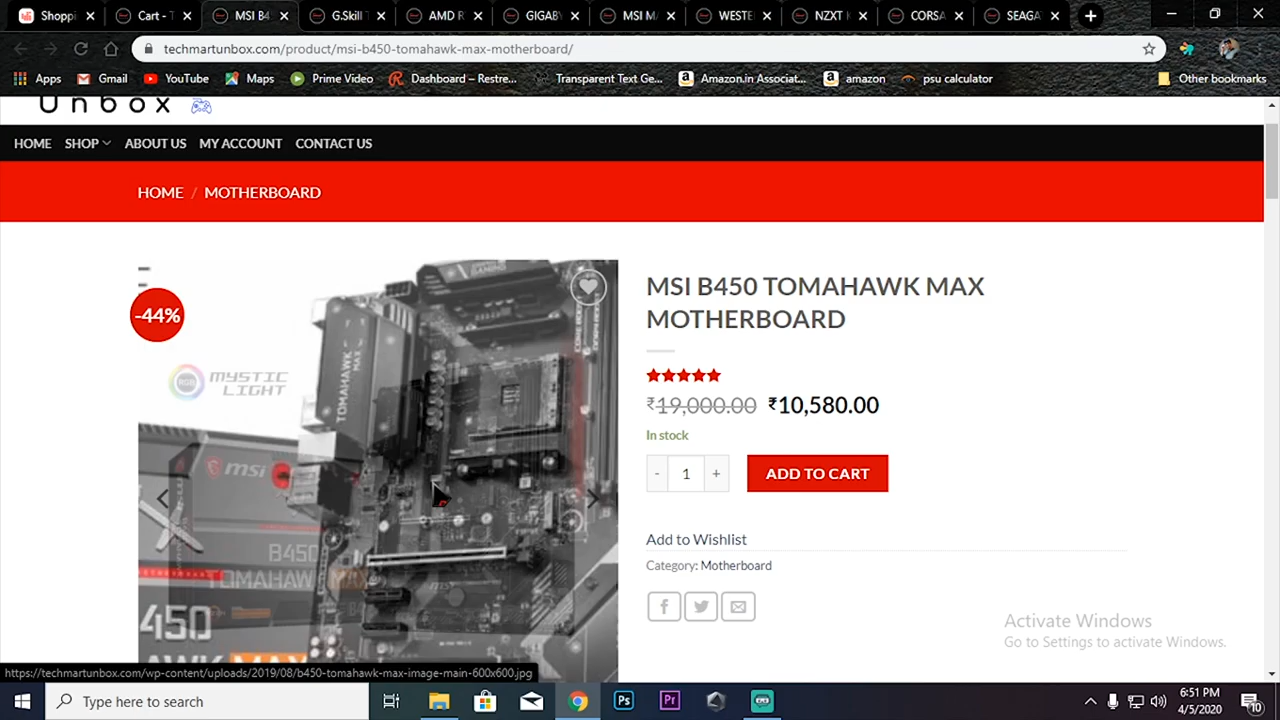 Shoppi
Cart - T
MSI B4
G.Skill T
AMD R
GIGABY
MSI M
WESTE
NZXT
CORSA
SEAGA
techmartunbox.com/product/msi-b450-tomahawk-max-motherboard/
Apps
Gmail
YouTube
Maps
Prime Video
Dashboard – Restre...
Transparent Text Ge...
Amazon.in Associat...
amazon
psu calculator
Other bookmarks
Unbox
HOME
SHOP
ABOUT US
MY ACCOUNT
CONTACT US
HOME / MOTHERBOARD
-44%
MYSTIC
LIGHT
TOMAHAWK MAX
msi
B450
TOMAHAWK MAX
450
MSI B450 TOMAHAWK MAX
MOTHERBOARD
₹19,000.00 ₹10,580.00
In stock
- 1 +
ADD TO CART
Add to Wishlist
Category: Motherboard
Activate Windows
Go to Settings to activate Windows.
https://techmartunbox.com/wp-content/uploads/2019/08/b450-tomahawk-max-image-main-600x600.jpg
Type here to search
Ps
Pr
6:51 PM
4/5/2020
10